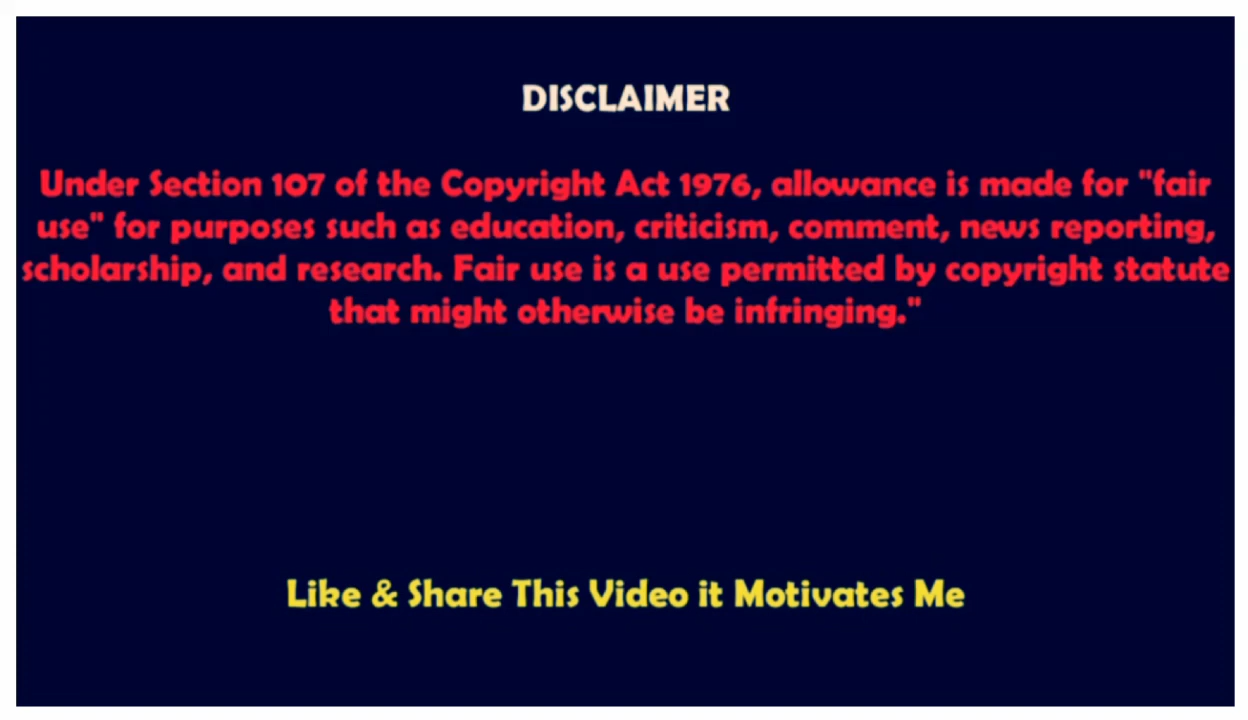 DISCLAIMER
Under Section 107 of the Copyright Act 1976, allowance is made for "fair
use" for purposes such as education, criticism, comment, news reporting,
scholarship, and research. Fair use is a use permitted by copyright statute
that might otherwise be infringing."
Like & Share This Video it Motivates Me